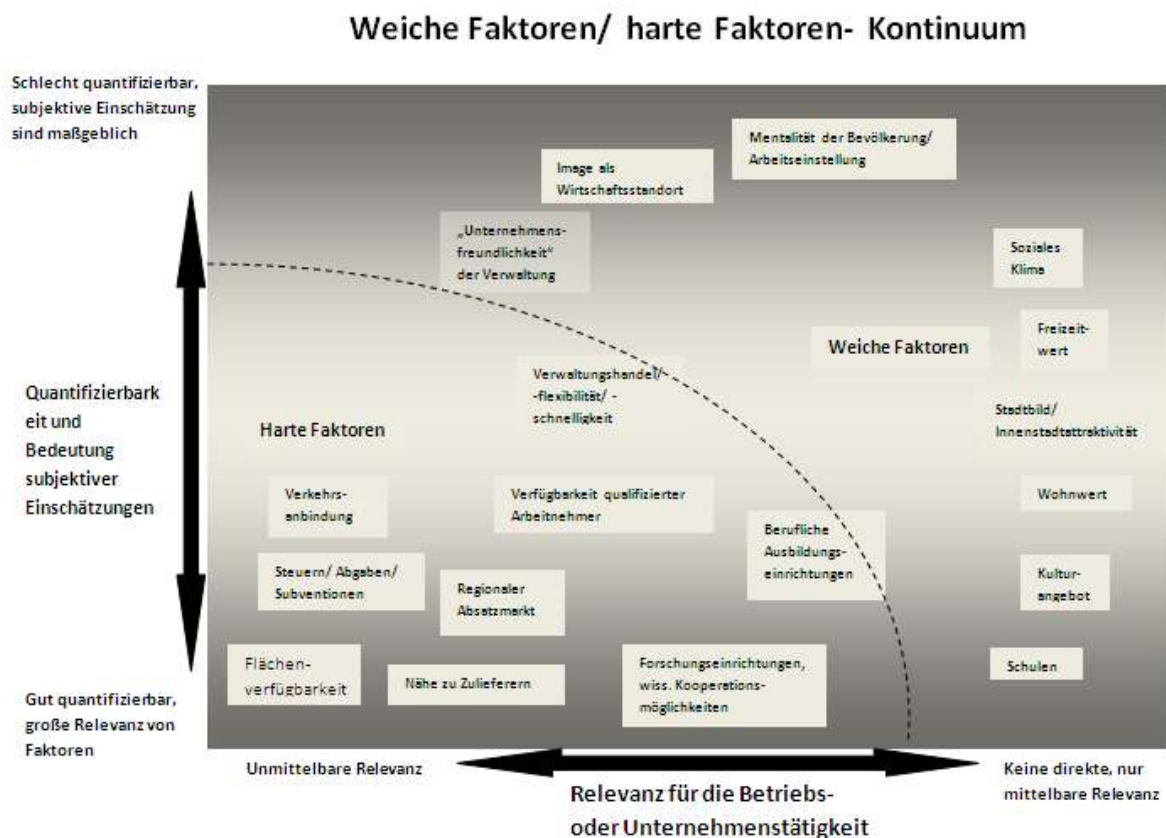 Weiche Faktoren/ harte Faktoren- Kontinuum
Schlecht quantifizierbar,
subjektive Einschätzung
sind maßgeblich
Mentalität der Bevölkerung/
Arbeitseinstellung
Image als
Wirtschaftsstandort
„Unternehmens-
freundlichkeit“
der Verwaltung
Soziales
Klima
Freizeit-
wert
Weiche Faktoren
Verwaltungshandel/
-flexibilität/ -
schnelligkeit
Quantifizierbark
eit und
Bedeutung
subjektiver
Einschätzungen
Harte Faktoren
Stadtbild/
Innenstadtattraktivität
Verkehrs-
anbindung
Verfügbarkeit qualifizierter
Arbeitnehmer
Wohnwert
Berufliche
Ausbildungs-
einrichtungen
Steuern/ Abgaben/
Subventionen
Regionaler
Absatzmarkt
Kultur-
angebot
Flächen-
verfügbarkeit
Nähe zu Zulieferern
Forschungseinrichtungen,
wiss. Kooperations-
möglichkeiten
Schulen
Gut quantifizierbar,
große Relevanz von
Faktoren
Unmittelbare Relevanz
Relevanz für die Betriebs-
oder Unternehmenstätigkeit
Keine direkte, nur
mittelbare Relevanz